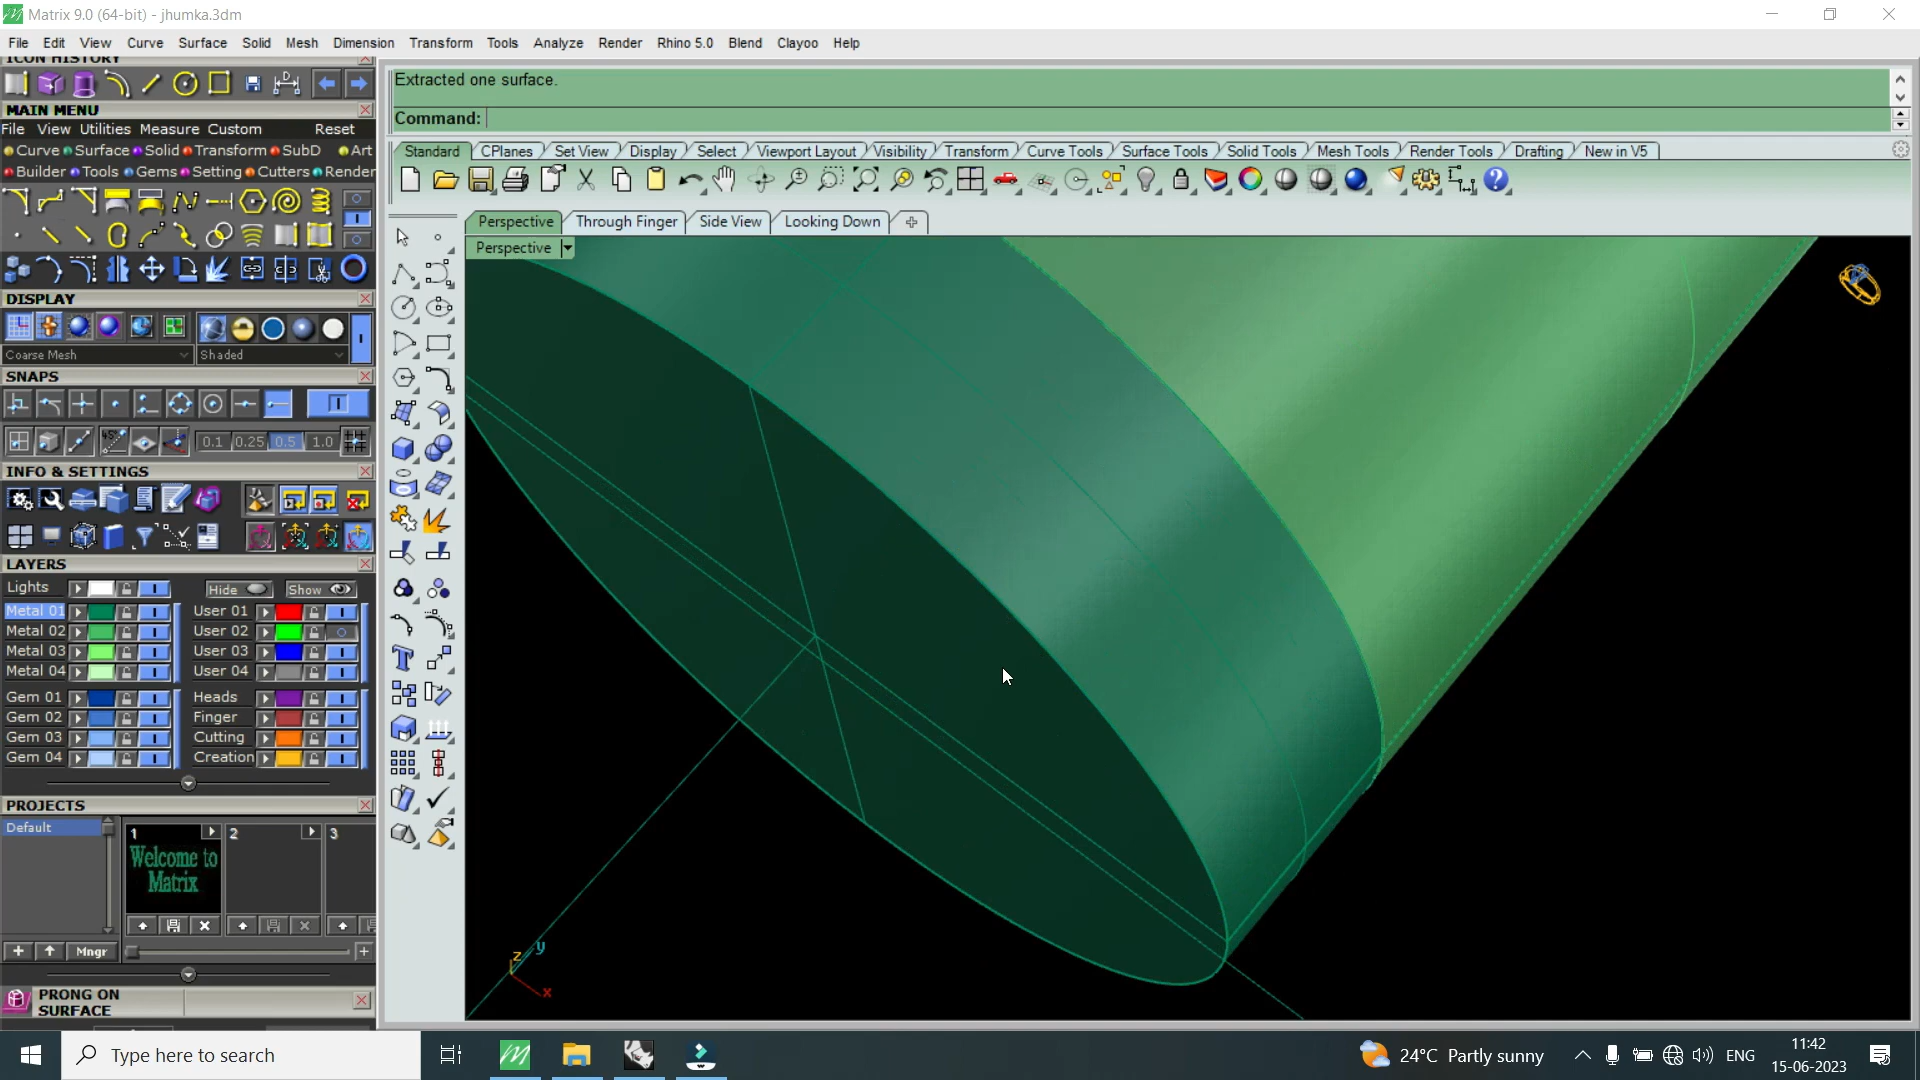 Matrix 9.0 (64-bit) - jhumka.3dm
File Edit View Curve Surface Solid Mesh Dimension Transform Tools Analyze Render Rhino 5.0 Blend Clayoo Help
ICON HISTORY
Extracted one surface.
Command:
MAIN MENU
File View Utilities Measure Custom Reset
Curve Surface Solid Transform SubD Art
Builder Tools Gems Setting Cutters Render
Standard CPlanes Set View Display Select Viewport Layout Visibility Transform Curve Tools Surface Tools Solid Tools Mesh Tools Render Tools Drafting New in V5
Perspective Through Finger Side View Looking Down
Perspective
DISPLAY
Coarse Mesh Shaded
SNAPS
0.1 0.25 0.5 1.0
INFO & SETTINGS
LAYERS
Lights Hide Show
Metal 01 User 01
Metal 02 User 02
Metal 03 User 03
Metal 04 User 04
Gem 01 Heads
Gem 02 Finger
Gem 03 Cutting
Gem 04 Creation
PROJECTS
Default 1 2 3
Welcome to
Matrix
Mngr
PRONG ON
SURFACE
z y
x
Type here to search
24°C Partly sunny ENG
11:42
15-06-2023